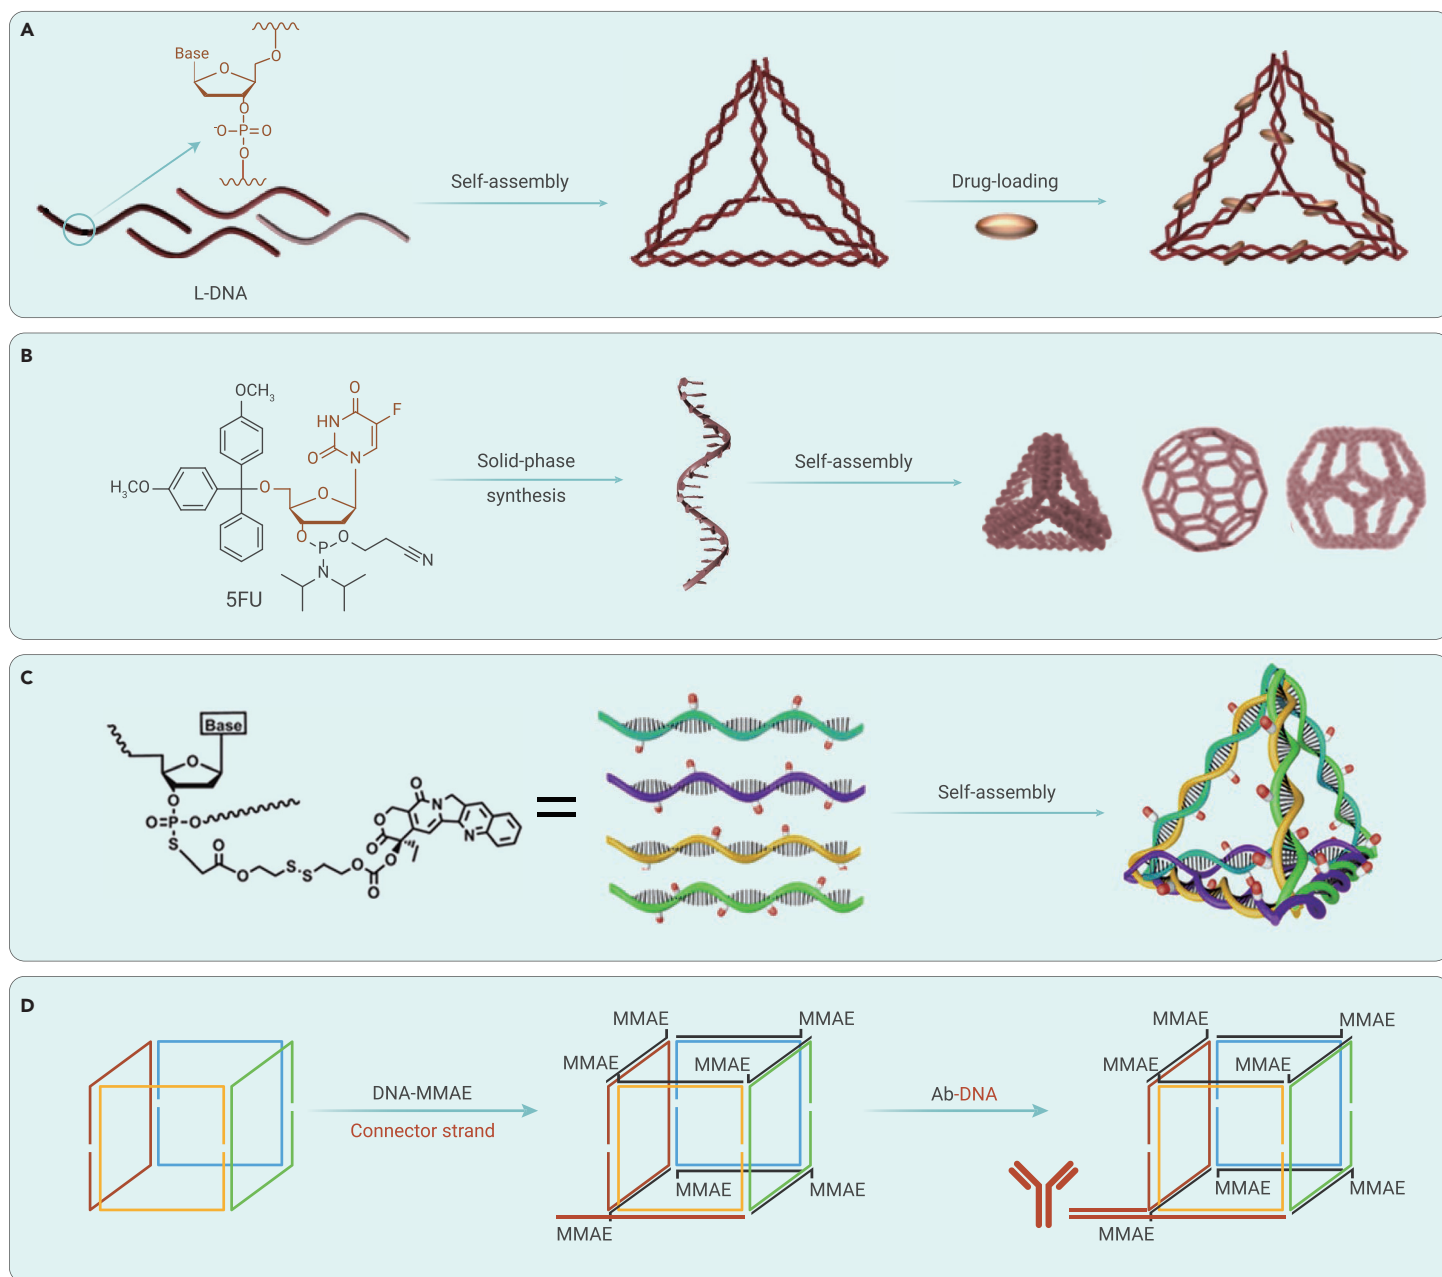 A
Base
O
O
O
⁻O–P=O
O
Self-assembly
Drug-loading
L-DNA
B
OCH₃
O
F
HN
O
N
H₃CO
O
O
O
P
O
N
N
5FU
Solid-phase
synthesis
Self-assembly
C
Base
O
O
O=P–O
S
O
O
S-S
O
O
O
O
O
O
O
N
N
=
Self-assembly
D
DNA-MMAE
Connector strand
MMAE
MMAE
MMAE
MMAE
MMAE
MMAE
MMAE
Ab-DNA
MMAE
MMAE
MMAE
MMAE
MMAE
MMAE
MMAE